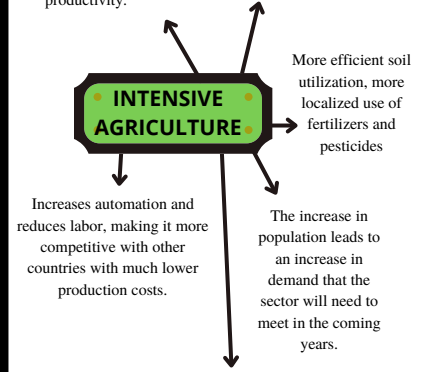 productivity.
More efficient soil
utilization, more
localized use of
fertilizers and
pesticides
INTENSIVE
AGRICULTURE
Increases automation and
reduces labor, making it more
competitive with other
countries with much lower
production costs.
The increase in
population leads to
an increase in
demand that the
sector will need to
meet in the coming
years.